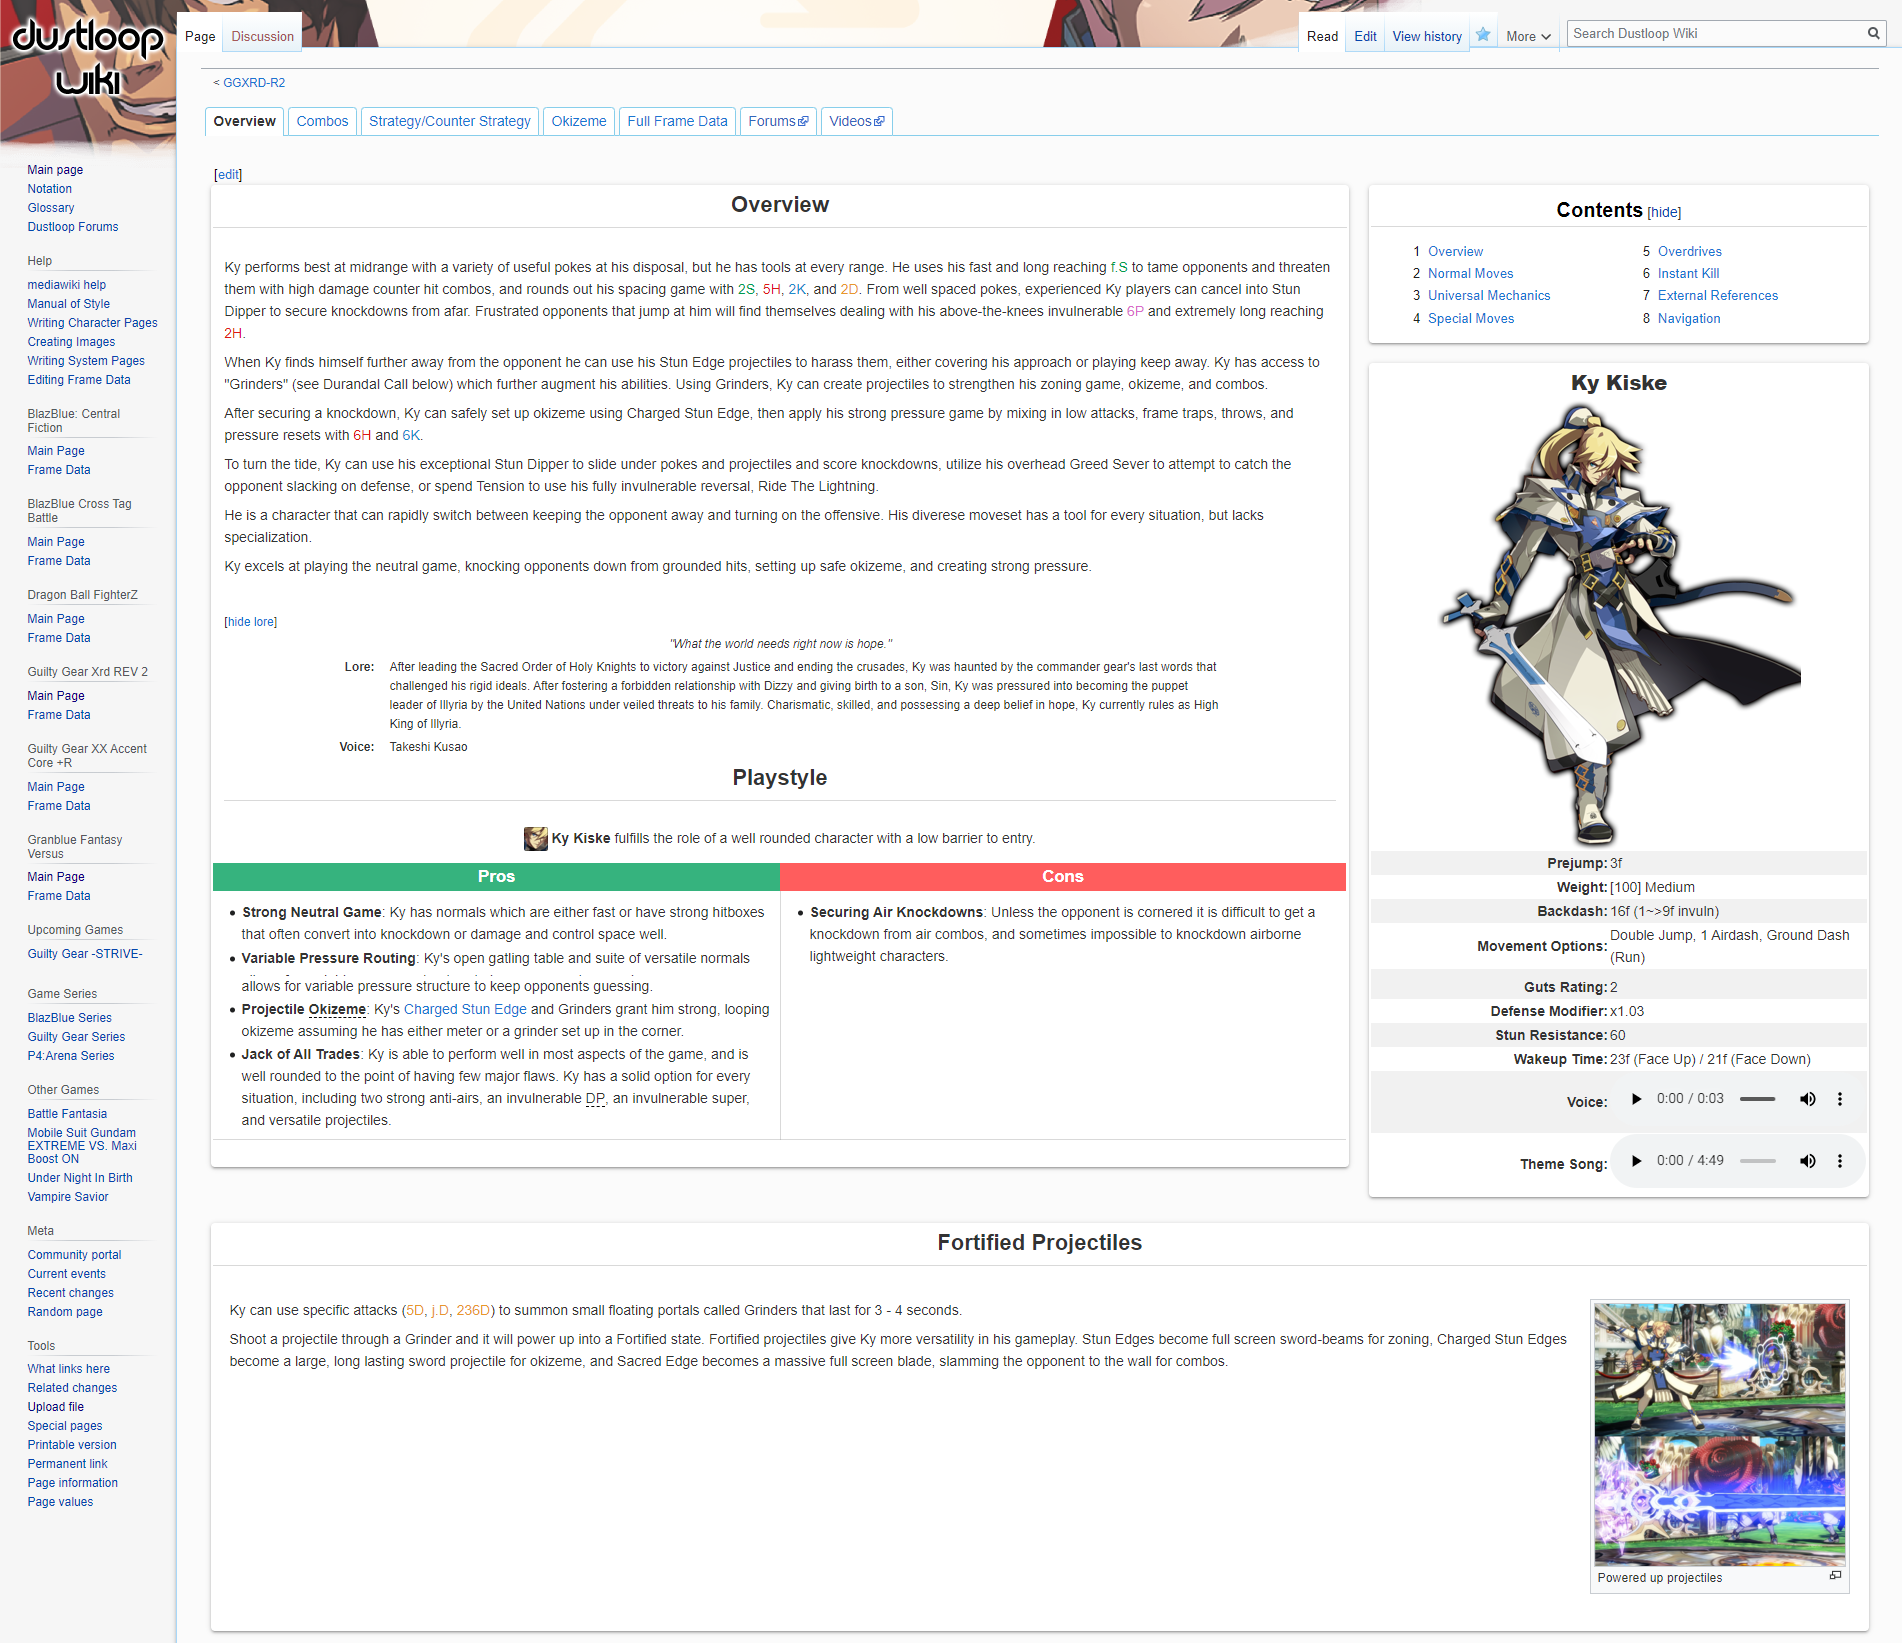 dustloop
wiki
Page
Discussion
Read
Edit
View history
More
Search Dustloop Wiki
Main page
Notation
Glossary
Dustloop Forums
Help
mediawiki help
Manual of Style
Writing Character Pages
Creating Images
Writing System Pages
Editing Frame Data
BlazBlue: Central
Fiction
Main Page
Frame Data
BlazBlue Cross Tag
Battle
Main Page
Frame Data
Dragon Ball FighterZ
Main Page
Frame Data
Guilty Gear Xrd REV 2
Main Page
Frame Data
Guilty Gear XX Accent
Core +R
Main Page
Frame Data
Granblue Fantasy
Versus
Main Page
Frame Data
Upcoming Games
Guilty Gear -STRIVE-
Game Series
BlazBlue Series
Guilty Gear Series
P4:Arena Series
Other Games
Battle Fantasia
Mobile Suit Gundam
EXTREME VS. Maxi
Boost ON
Under Night In Birth
Vampire Savior
Meta
Community portal
Current events
Recent changes
Random page
Tools
What links here
Related changes
Upload file
Special pages
Printable version
Permanent link
Page information
Page values
< GGXRD-R2
Overview
Combos
Strategy/Counter Strategy
Okizeme
Full Frame Data
Forums
Videos
[edit]
Overview
Ky performs best at midrange with a variety of useful pokes at his disposal, but he has tools at every range. He uses his fast and long reaching f.S to tame opponents and threaten
them with high damage counter hit combos, and rounds out his spacing game with 2S, 5H, 2K, and 2D. From well spaced pokes, experienced Ky players can cancel into Stun
Dipper to secure knockdowns from afar. Frustrated opponents that jump at him will find themselves dealing with his above-the-knees invulnerable 6P and extremely long reaching
2H.
When Ky finds himself further away from the opponent he can use his Stun Edge projectiles to harass them, either covering his approach or playing keep away. Ky has access to
"Grinders" (see Durandal Call below) which further augment his abilities. Using Grinders, Ky can create projectiles to strengthen his zoning game, okizeme, and combos.
After securing a knockdown, Ky can safely set up okizeme using Charged Stun Edge, then apply his strong pressure game by mixing in low attacks, frame traps, throws, and
pressure resets with 6H and 6K.
To turn the tide, Ky can use his exceptional Stun Dipper to slide under pokes and projectiles and score knockdowns, utilize his overhead Greed Sever to attempt to catch the
opponent slacking on defense, or spend Tension to use his fully invulnerable reversal, Ride The Lightning.
He is a character that can rapidly switch between keeping the opponent away and turning on the offensive. His diverese moveset has a tool for every situation, but lacks
specialization.
Ky excels at playing the neutral game, knocking opponents down from grounded hits, setting up safe okizeme, and creating strong pressure.
[hide lore]
"What the world needs right now is hope."
Lore: After leading the Sacred Order of Holy Knights to victory against Justice and ending the crusades, Ky was haunted by the commander gear's last words that
challenged his rigid ideals. After fostering a forbidden relationship with Dizzy and giving birth to a son, Sin, Ky was pressured into becoming the puppet
leader of Illyria by the United Nations under veiled threats to his family. Charismatic, skilled, and possessing a deep belief in hope, Ky currently rules as High
King of Illyria.
Voice: Takeshi Kusao
Playstyle
Ky Kiske fulfills the role of a well rounded character with a low barrier to entry.
Pros
• Strong Neutral Game: Ky has normals which are either fast or have strong hitboxes
that often convert into knockdown or damage and control space well.
• Variable Pressure Routing: Ky's open gatling table and suite of versatile normals
allows for variable pressure structure to keep opponents guessing.
• Projectile Okizeme: Ky's Charged Stun Edge and Grinders grant him strong, looping
okizeme assuming he has either meter or a grinder set up in the corner.
• Jack of All Trades: Ky is able to perform well in most aspects of the game, and is
well rounded to the point of having few major flaws. Ky has a solid option for every
situation, including two strong anti-airs, an invulnerable DP, an invulnerable super,
and versatile projectiles.
Cons
• Securing Air Knockdowns: Unless the opponent is cornered it is difficult to get a
knockdown from air combos, and sometimes impossible to knockdown airborne
lightweight characters.
Contents [hide]
1 Overview
2 Normal Moves
3 Universal Mechanics
4 Special Moves
5 Overdrives
6 Instant Kill
7 External References
8 Navigation
Ky Kiske
Prejump: 3f
Weight: [100] Medium
Backdash: 16f (1~>9f invuln)
Movement Options: Double Jump, 1 Airdash, Ground Dash
(Run)
Guts Rating: 2
Defense Modifier: x1.03
Stun Resistance: 60
Wakeup Time: 23f (Face Up) / 21f (Face Down)
Voice: 0:00 / 0:03
Theme Song: 0:00 / 4:49
Fortified Projectiles
Ky can use specific attacks (5D, j.D, 236D) to summon small floating portals called Grinders that last for 3 - 4 seconds.
Shoot a projectile through a Grinder and it will power up into a Fortified state. Fortified projectiles give Ky more versatility in his gameplay. Stun Edges become full screen sword-beams for zoning, Charged Stun Edges
become a large, long lasting sword projectile for okizeme, and Sacred Edge becomes a massive full screen blade, slamming the opponent to the wall for combos.
Powered up projectiles